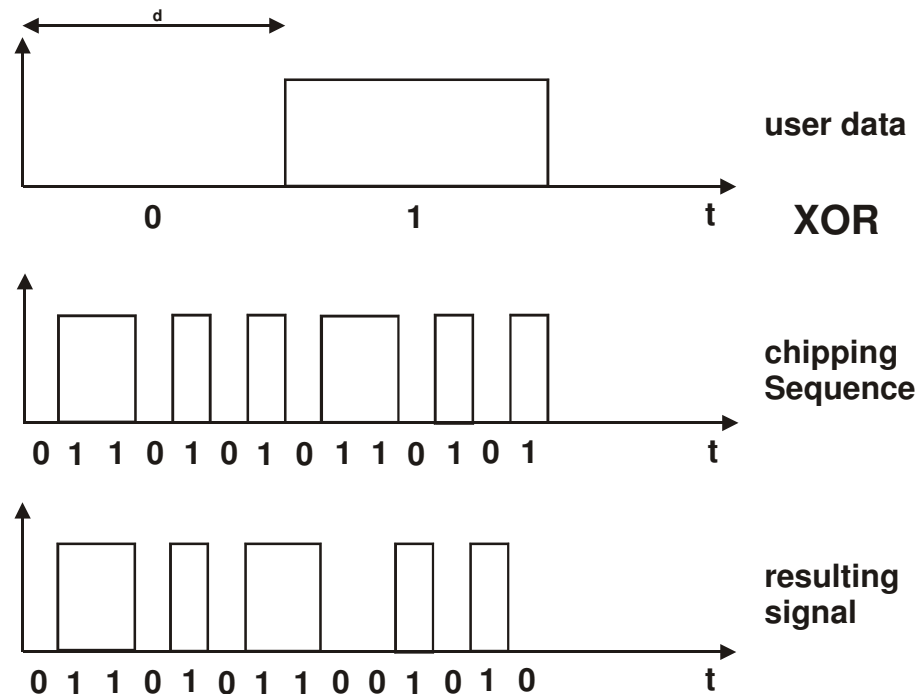 d
user data
0 1 t
XOR
chipping
Sequence
0 1 1 0 1 0 1 0 1 1 0 1 0 1 t
resulting
signal
0 1 1 0 1 0 1 1 0 0 1 0 1 0 t